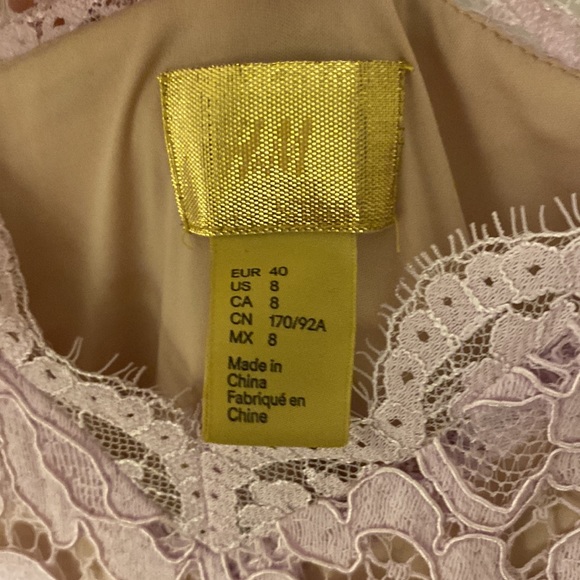 H&M
EUR 40
US 8
CA 8
CN 170/92A
MX 8
Made in
China
Fabriqué en
Chine